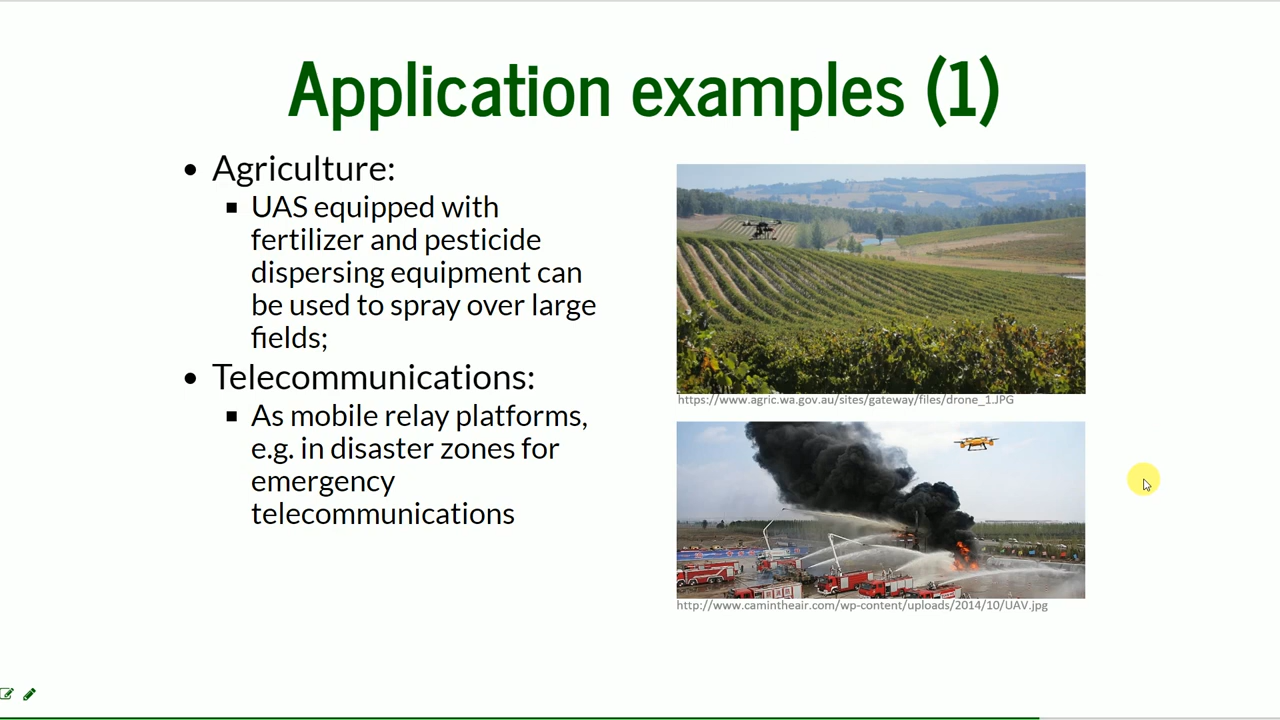 Application examples (1)
Agriculture:
UAS equipped with
fertilizer and pesticide
dispersing equipment can
be used to spray over large
fields;
Telecommunications:
As mobile relay platforms,
e.g. in disaster zones for
emergency
telecommunications
https://www.agric.wa.gov.au/sites/gateway/files/drone_1.JPG
http://www.camintheair.com/wp-content/uploads/2014/10/UAV.jpg